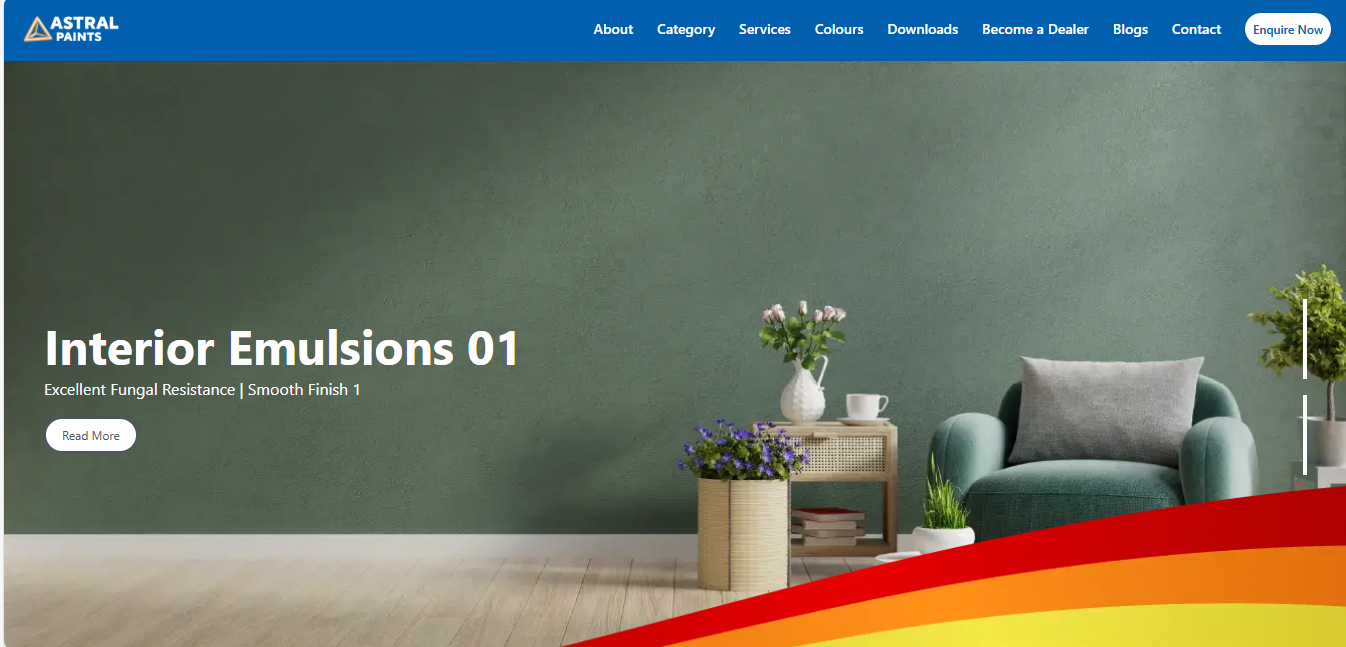 ASTRAL
PAINTS
About Category Services Colours Downloads Become a Dealer Blogs Contact Enquire Now
Interior Emulsions 01
Excellent Fungal Resistance | Smooth Finish 1
Read More